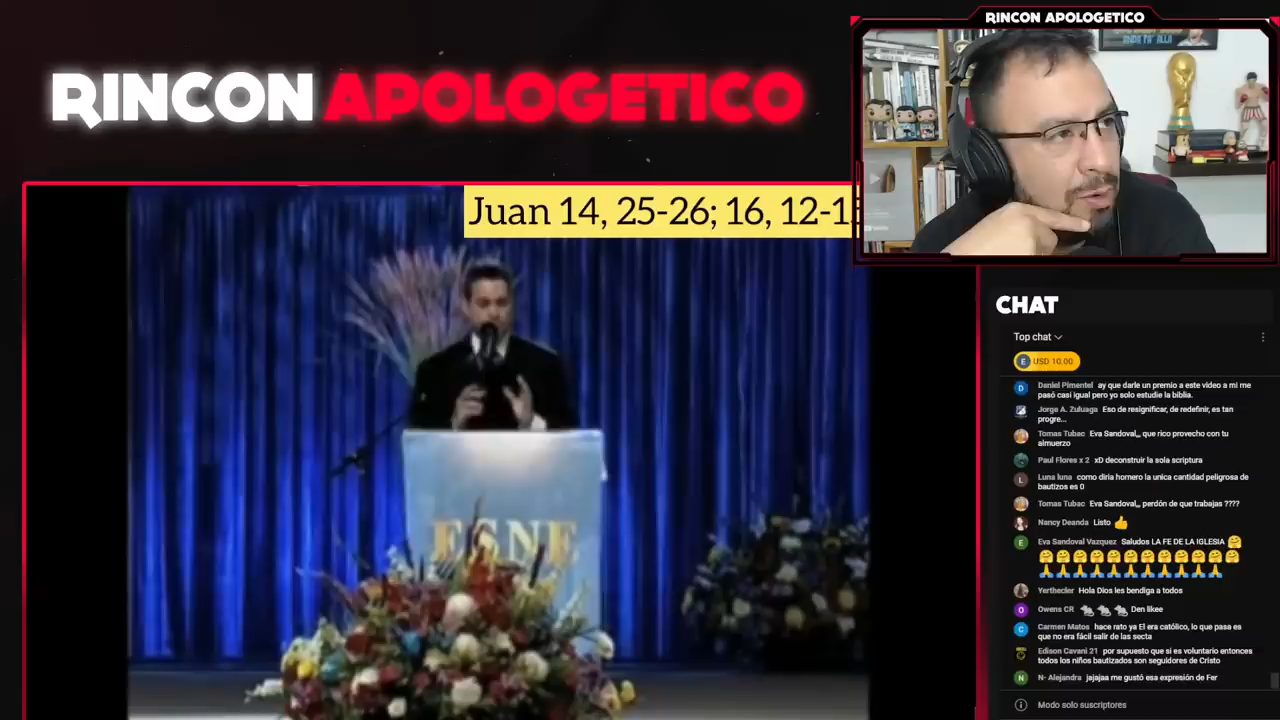 RINCON APOLOGETICO
ANDA PA' ALLA
RINCON APOLOGETICO
Juan 14, 25-26; 16, 12-1
ESNE
CHAT
Top chat
E USD 10.00
D Daniel Pimentel ay que darle un premio a este video a mi me
pasó casi igual pero yo solo estudie la biblia.
Jorge A. Zuluaga Eso de resignificar, de redefinir, es tan
progre...
Tomas Tubac Eva Sandoval,,, que rico provecho con tu
almuerzo
Paul Flores x 2 xD deconstruir la sola scriptura
L Luna luna como diria homero la unica cantidad peligrosa de
bautizos es 0
Tomas Tubac Eva Sandoval,,, perdón de que trabajas ????
Nancy Deanda Listo 👍
E Eva Sandoval Vazquez Saludos LA FE DE LA IGLESIA 🤗
🤗🤗🤗🤗🤗🤗🤗🤗🤗🤗🤗🤗🤗
🙏🙏🙏🙏🙏🙏🙏🙏🙏🙏🙏🙏
Yerthecler Hola Dios les bendiga a todos
O Owens CR 🐀 🐀 🐀 Den likee
C Carmen Matos hace rato ya El era católico, lo que pasa es
que no era fácil salir de las secta
Edison Cavani 21 por supuesto que si es voluntario entonces
todos los niños bautizados son seguidores de Cristo
N N- Alejandra jajajaa me gustó esa expresión de Fer
Modo solo suscriptores